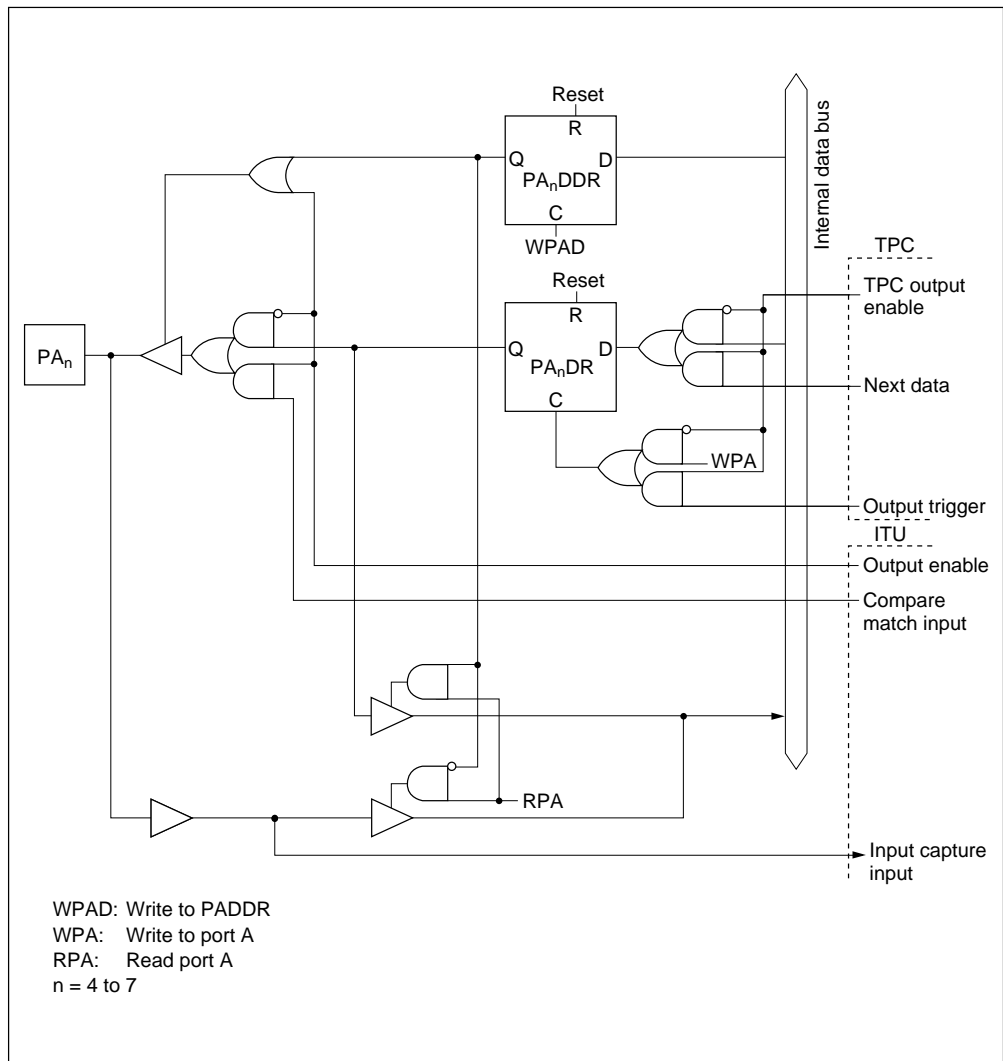 Reset
R
Q
D
PAnDDR
C
WPAD
Internal data bus
TPC
Reset
R
TPC output
enable
PAn
Q
D
PAnDR
C
Next data
WPA
Output trigger
ITU
Output enable
Compare
match input
RPA
Input capture
input
WPAD: Write to PADDR
WPA: Write to port A
RPA: Read port A
n = 4 to 7